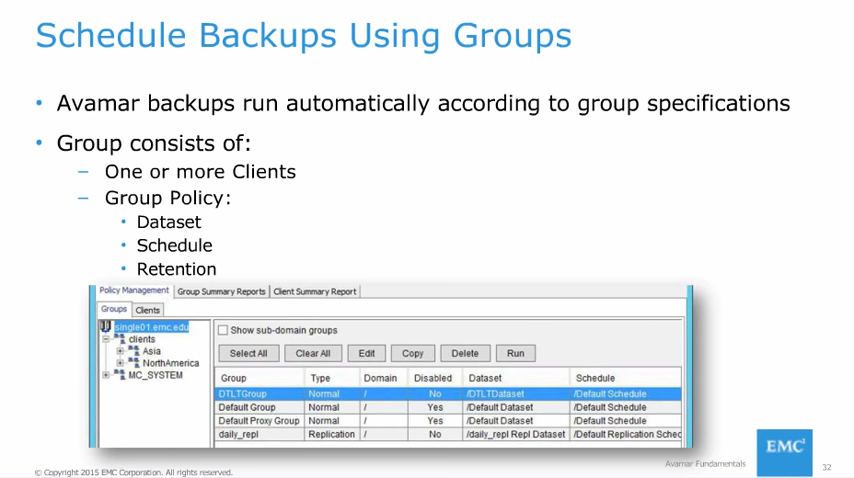 Schedule Backups Using Groups
• Avamar backups run automatically according to group specifications
• Group consists of:
– One or more Clients
– Group Policy:
• Dataset
• Schedule
• Retention
Policy Management Group Summary Reports Client Summary Report
Groups Clients
single01.emc.edu
clients
Asia
NorthAmerica
MC_SYSTEM
Show sub-domain groups
Select All Clear All Edit Copy Delete Run
Group Type Domain Disabled Dataset Schedule
DTLTGroup Normal / No /DTLTDataset /Default Schedule
Default Group Normal / Yes /Default Dataset /Default Schedule
Default Proxy Group Normal / Yes /Default Dataset /Default Schedule
daily_repl Replication / No /daily_repl Repl Dataset /Default Replication Sched
© Copyright 2015 EMC Corporation. All rights reserved.
Avamar Fundamentals
EMC²
32